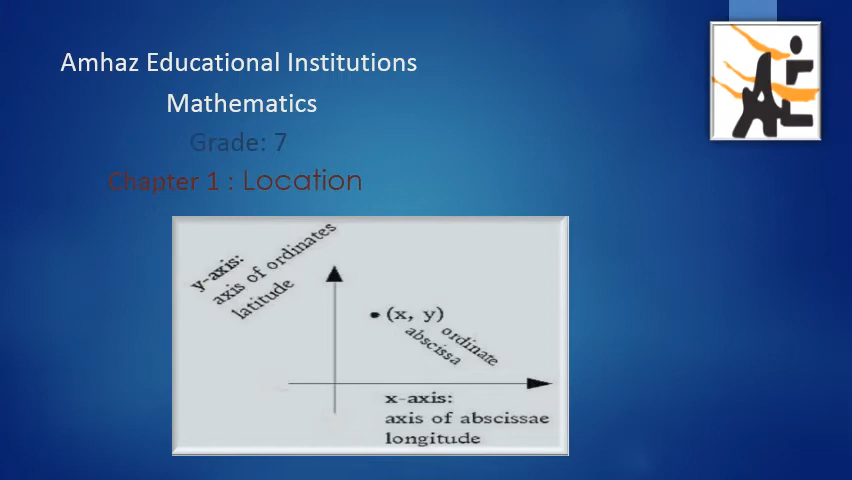 Amhaz Educational Institutions
Mathematics
Grade: 7
Chapter 1 : Location
y-axis:
axis of ordinates
latitude
(x, y)
ordinate
abscissa
x-axis:
axis of abscissae
longitude